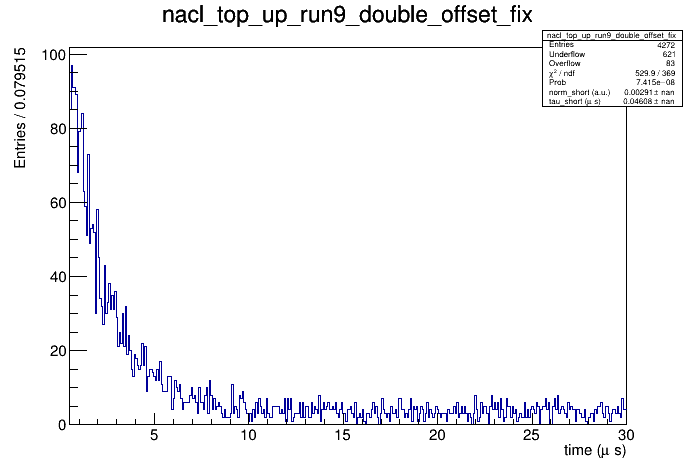 nacl_top_up_run9_double_offset_fix
nacl_top_up_run9_double_offset_fix
Entries 4272
Underflow 621
Overflow 83
χ² / ndf 529.9 / 369
Prob 7.415e−08
norm_short (a.u.) 0.00291 ± nan
tau_short (μ s) 0.04608 ± nan
Entries / 0.079515
100
80
60
40
20
0
5 10 15 20 25 30
time (μ s)